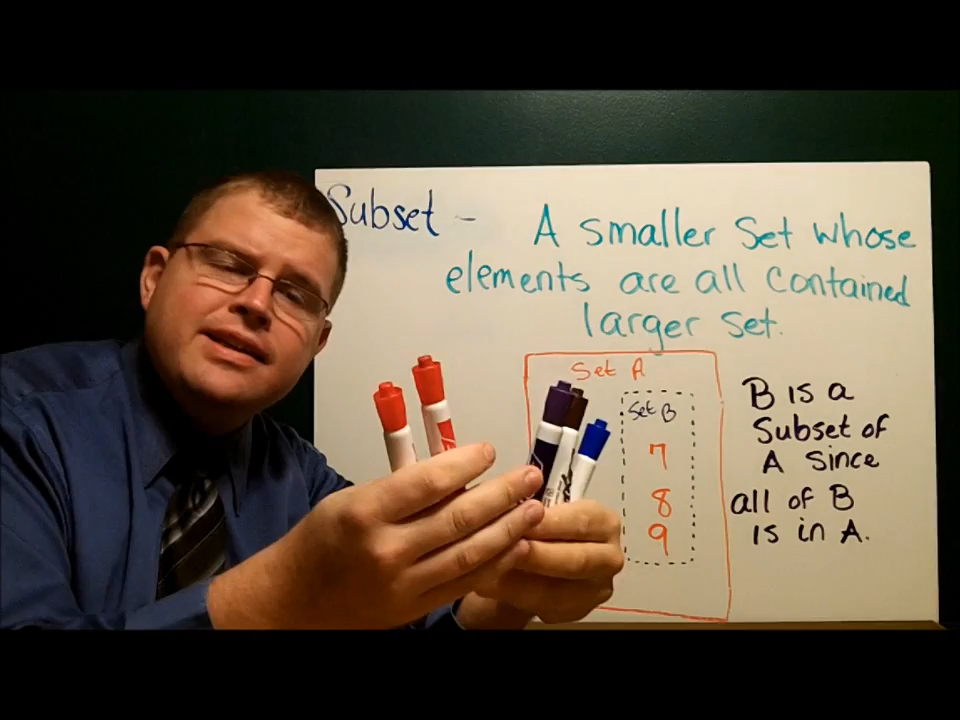 Subset - A smaller set whose
elements are all contained
larger set.
Set A
Set B
7
8
9
B is a
Subset of
A since
all of B
is in A.